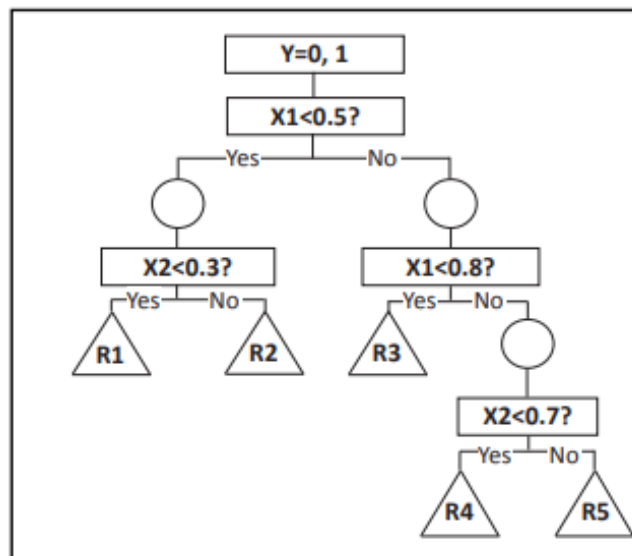 Y=0, 1
X1<0.5?
Yes No
X2<0.3? X1<0.8?
Yes No Yes No
R1 R2 R3
X2<0.7?
Yes No
R4 R5